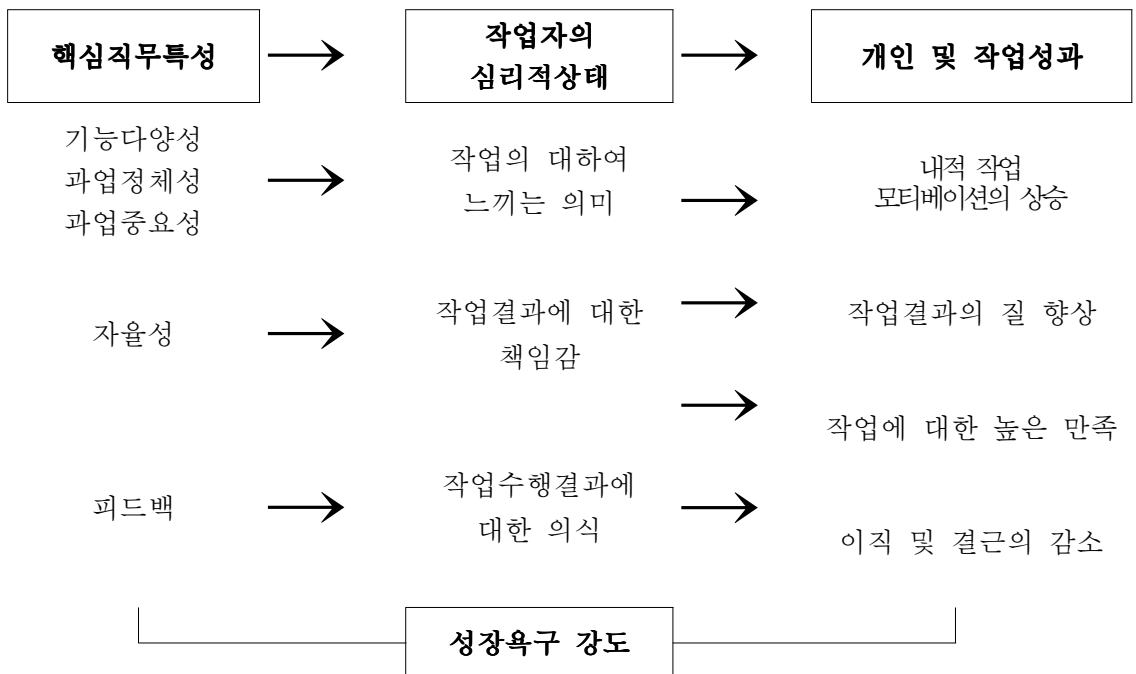 핵심직무특성
작업자의
심리적상태
개인 및 작업성과
기능다양성
과업정체성
과업중요성
작업의 대하여
느끼는 의미
내적 작업
모티베이션의 상승
자율성
작업결과에 대한
책임감
작업결과의 질 향상
작업에 대한 높은 만족
피드백
작업수행결과에
대한 의식
이직 및 결근의 감소
성장욕구 강도